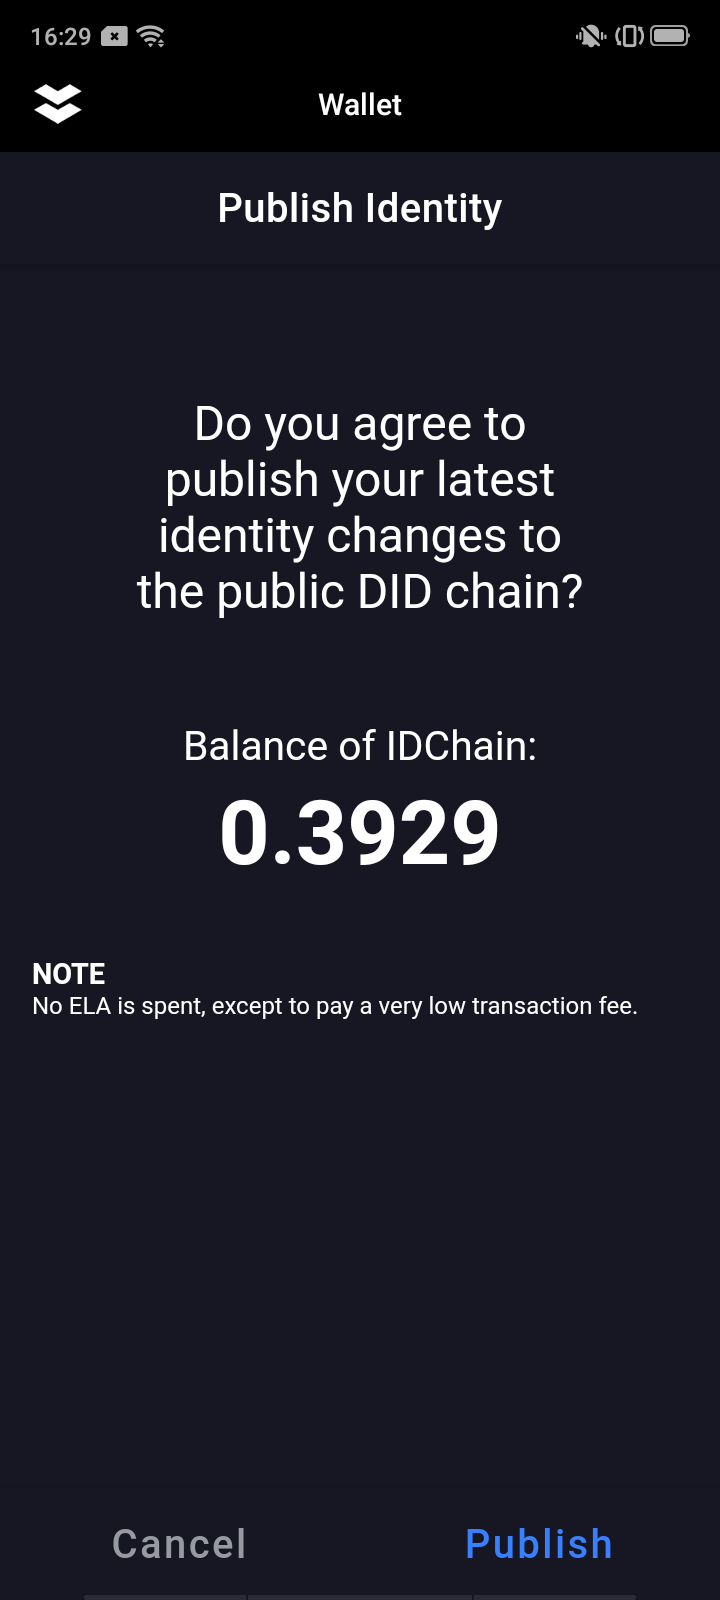 16:29
Wallet
Publish Identity
Do you agree to
publish your latest
identity changes to
the public DID chain?
Balance of IDChain:
0.3929
NOTE
No ELA is spent, except to pay a very low transaction fee.
Cancel
Publish